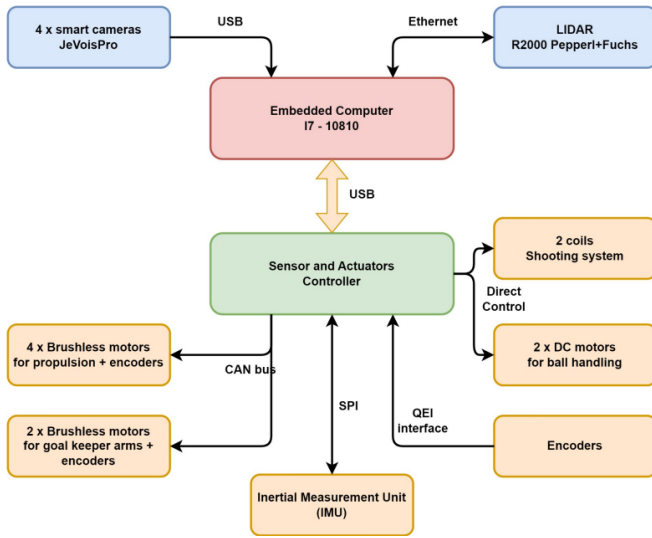 4 x smart cameras
JeVoisPro
USB
Ethernet
LIDAR
R2000 Pepperl+Fuchs
Embedded Computer
I7 - 10810
USB
Sensor and Actuators
Controller
2 coils
Shooting system
Direct
Control
4 x Brushless motors
for propulsion + encoders
CAN bus
2 x DC motors
for ball handling
SPI
QEI
interface
2 x Brushless motors
for goal keeper arms +
encoders
Encoders
Inertial Measurement Unit
(IMU)